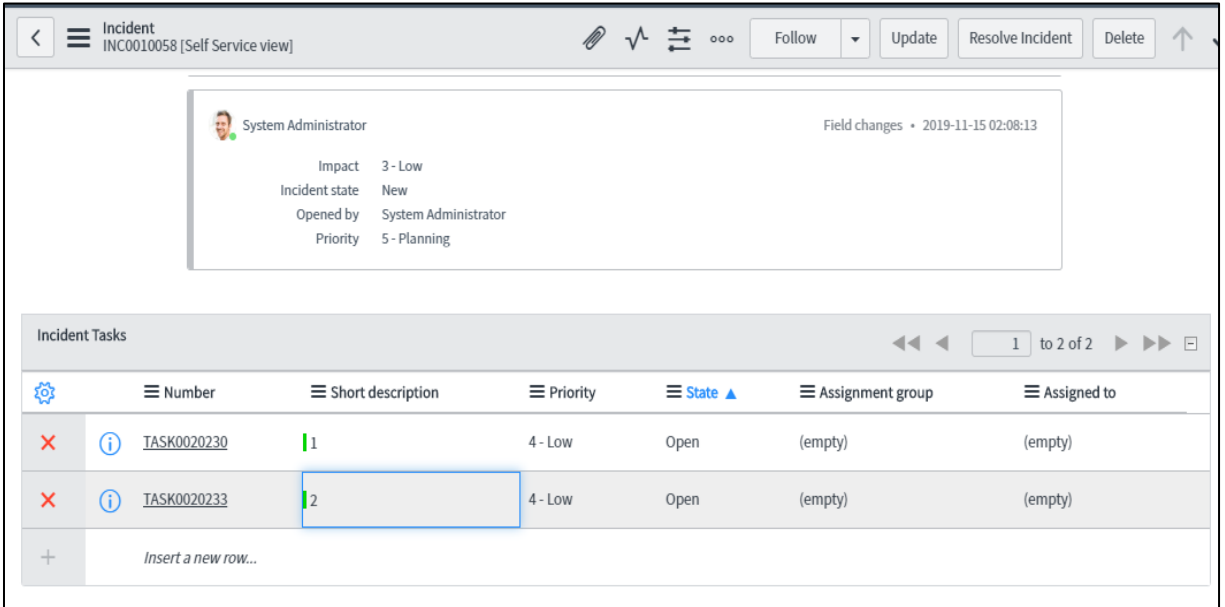 Incident
INC0010058 [Self Service view]
Follow
Update
Resolve Incident
Delete
System Administrator
Field changes • 2019-11-15 02:08:13
Impact 3 - Low
Incident state New
Opened by System Administrator
Priority 5 - Planning
Incident Tasks
1 to 2 of 2
Number Short description Priority State Assignment group Assigned to
TASK0020230 1 4 - Low Open (empty) (empty)
TASK0020233 2 4 - Low Open (empty) (empty)
Insert a new row...